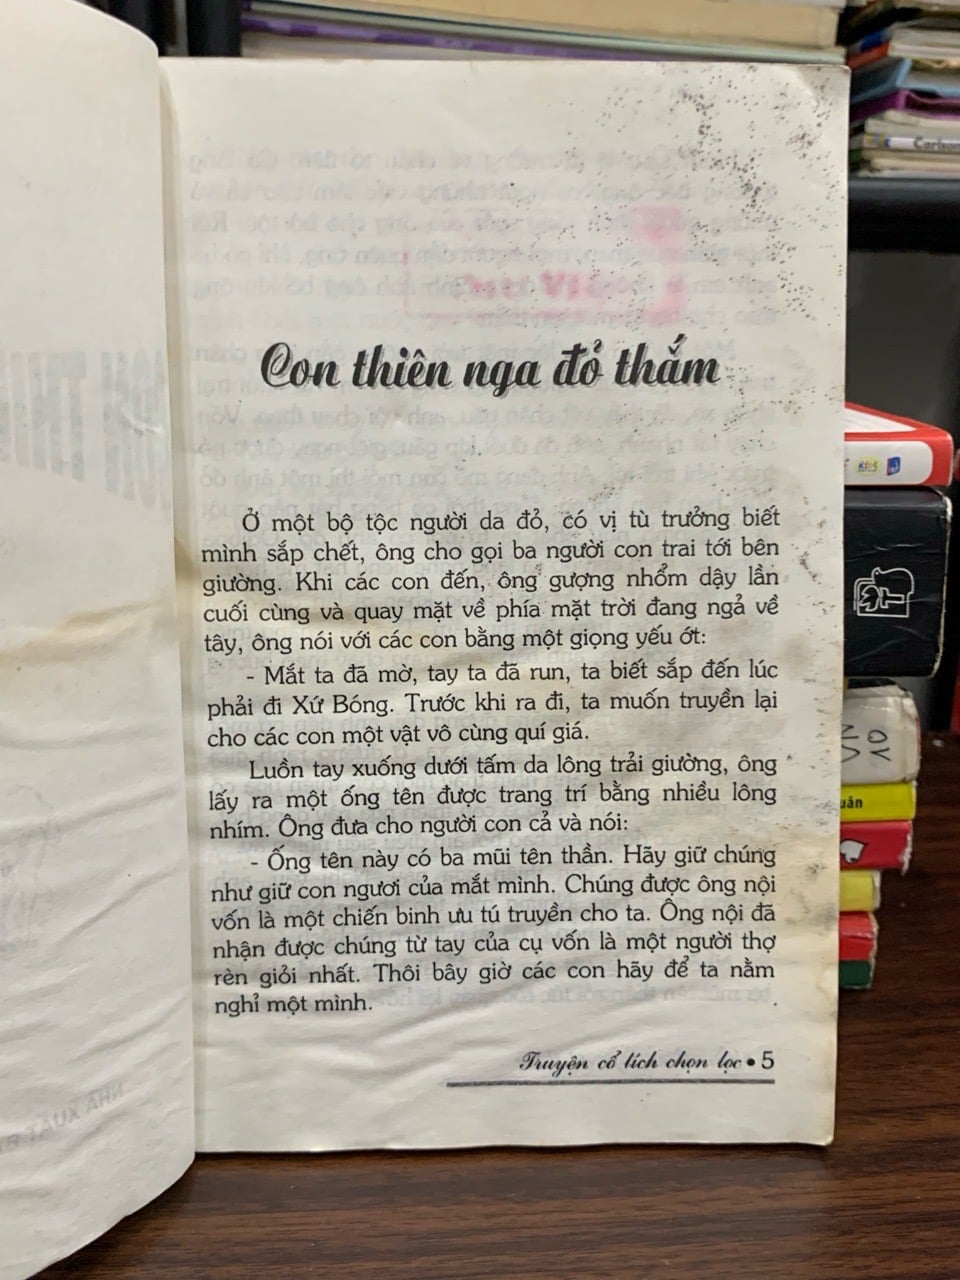 Con thiên nga đỏ thắm
Ở một bộ tộc người da đỏ, có vị tù trưởng biết
mình sắp chết, ông cho gọi ba người con trai tới bên
giường. Khi các con đến, ông gượng nhổm dậy lần
cuối cùng và quay mặt về phía mặt trời đang ngả về
tây, ông nói với các con bằng một giọng yếu ớt:
- Mắt ta đã mờ, tay ta đã run, ta biết sắp đến lúc
phải đi Xứ Bóng. Trước khi ra đi, ta muốn truyền lại
cho các con một vật vô cùng quí giá.
Luồn tay xuống dưới tấm da lông trải giường, ông
lấy ra một ống tên được trang trí bằng nhiều lông
nhím. Ông đưa cho người con cả và nói:
- Ống tên này có ba mũi tên thần. Hãy giữ chúng
như giữ con ngươi của mắt mình. Chúng được ông nội
vốn là một chiến binh ưu tú truyền cho ta. Ông nội đã
nhận được chúng từ tay của cụ vốn là một người thợ
rèn giỏi nhất. Thôi bây giờ các con hãy để ta nằm
nghỉ một mình.
Truyện cổ tích chọn lọc • 5